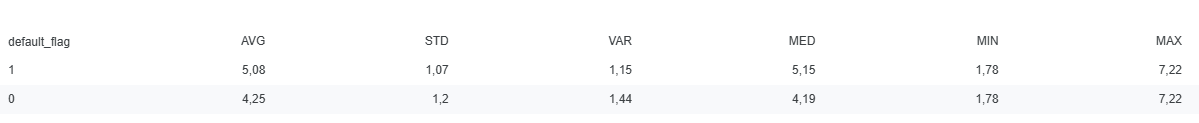 default_flag AVG STD VAR MED MIN MAX
1 5,08 1,07 1,15 5,15 1,78 7,22
0 4,25 1,2 1,44 4,19 1,78 7,22